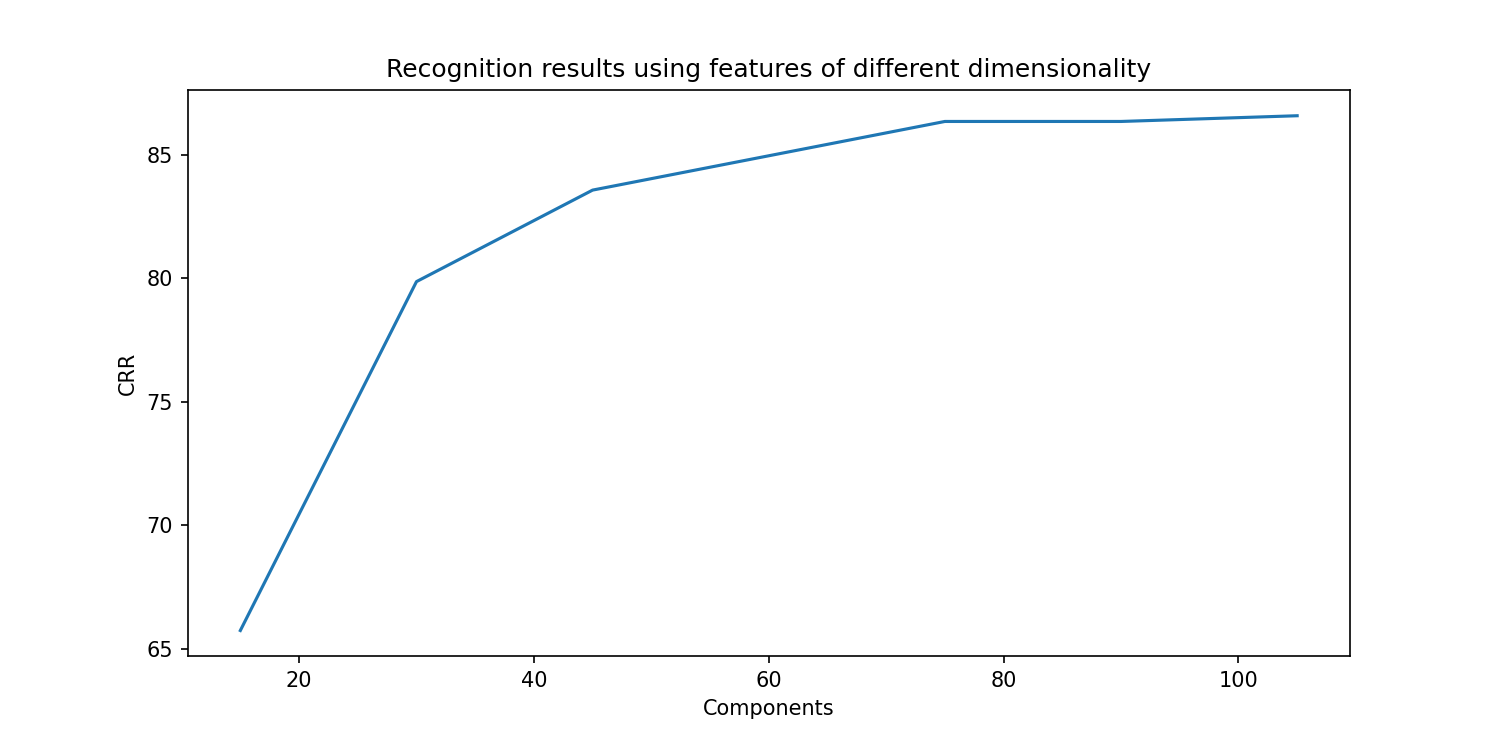 Recognition results using features of different dimensionality
85
80
75
70
65
CRR
20 40 60 80 100
Components